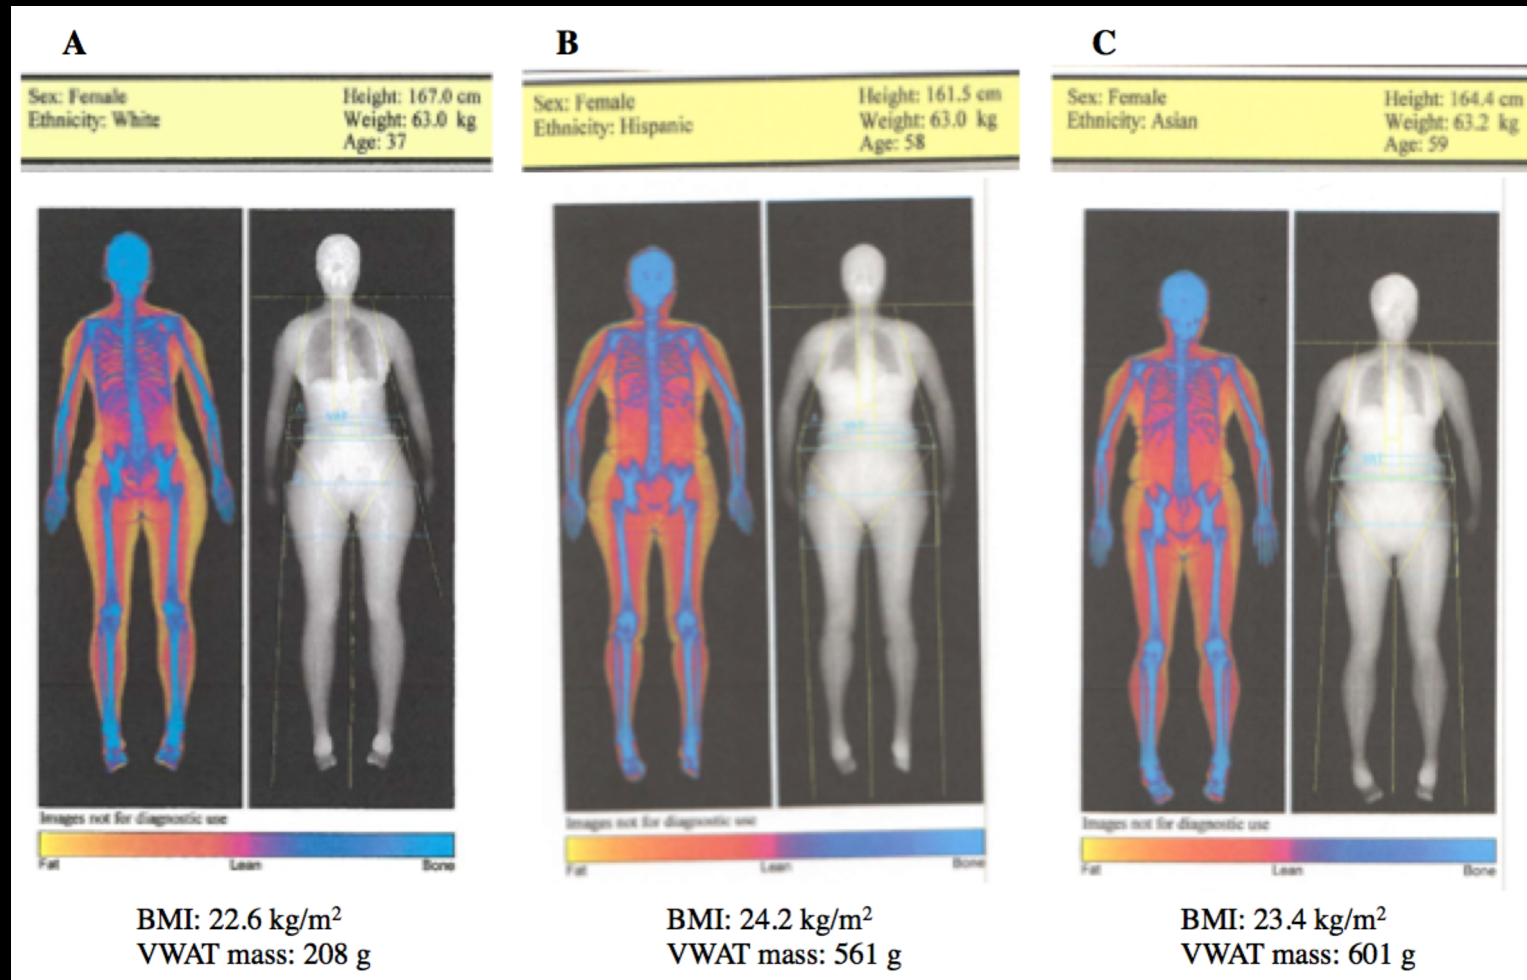 A
Sex: Female
Ethnicity: White
Height: 167.0 cm
Weight: 63.0 kg
Age: 37
VAT
Images not for diagnostic use
Fat Lean Bone
BMI: 22.6 kg/m²
VWAT mass: 208 g
B
Sex: Female
Ethnicity: Hispanic
Height: 161.5 cm
Weight: 63.0 kg
Age: 58
VAT
Images not for diagnostic use
Fat Lean Bone
BMI: 24.2 kg/m²
VWAT mass: 561 g
C
Sex: Female
Ethnicity: Asian
Height: 164.4 cm
Weight: 63.2 kg
Age: 59
VAT
Images not for diagnostic use
Fat Lean Bone
BMI: 23.4 kg/m²
VWAT mass: 601 g